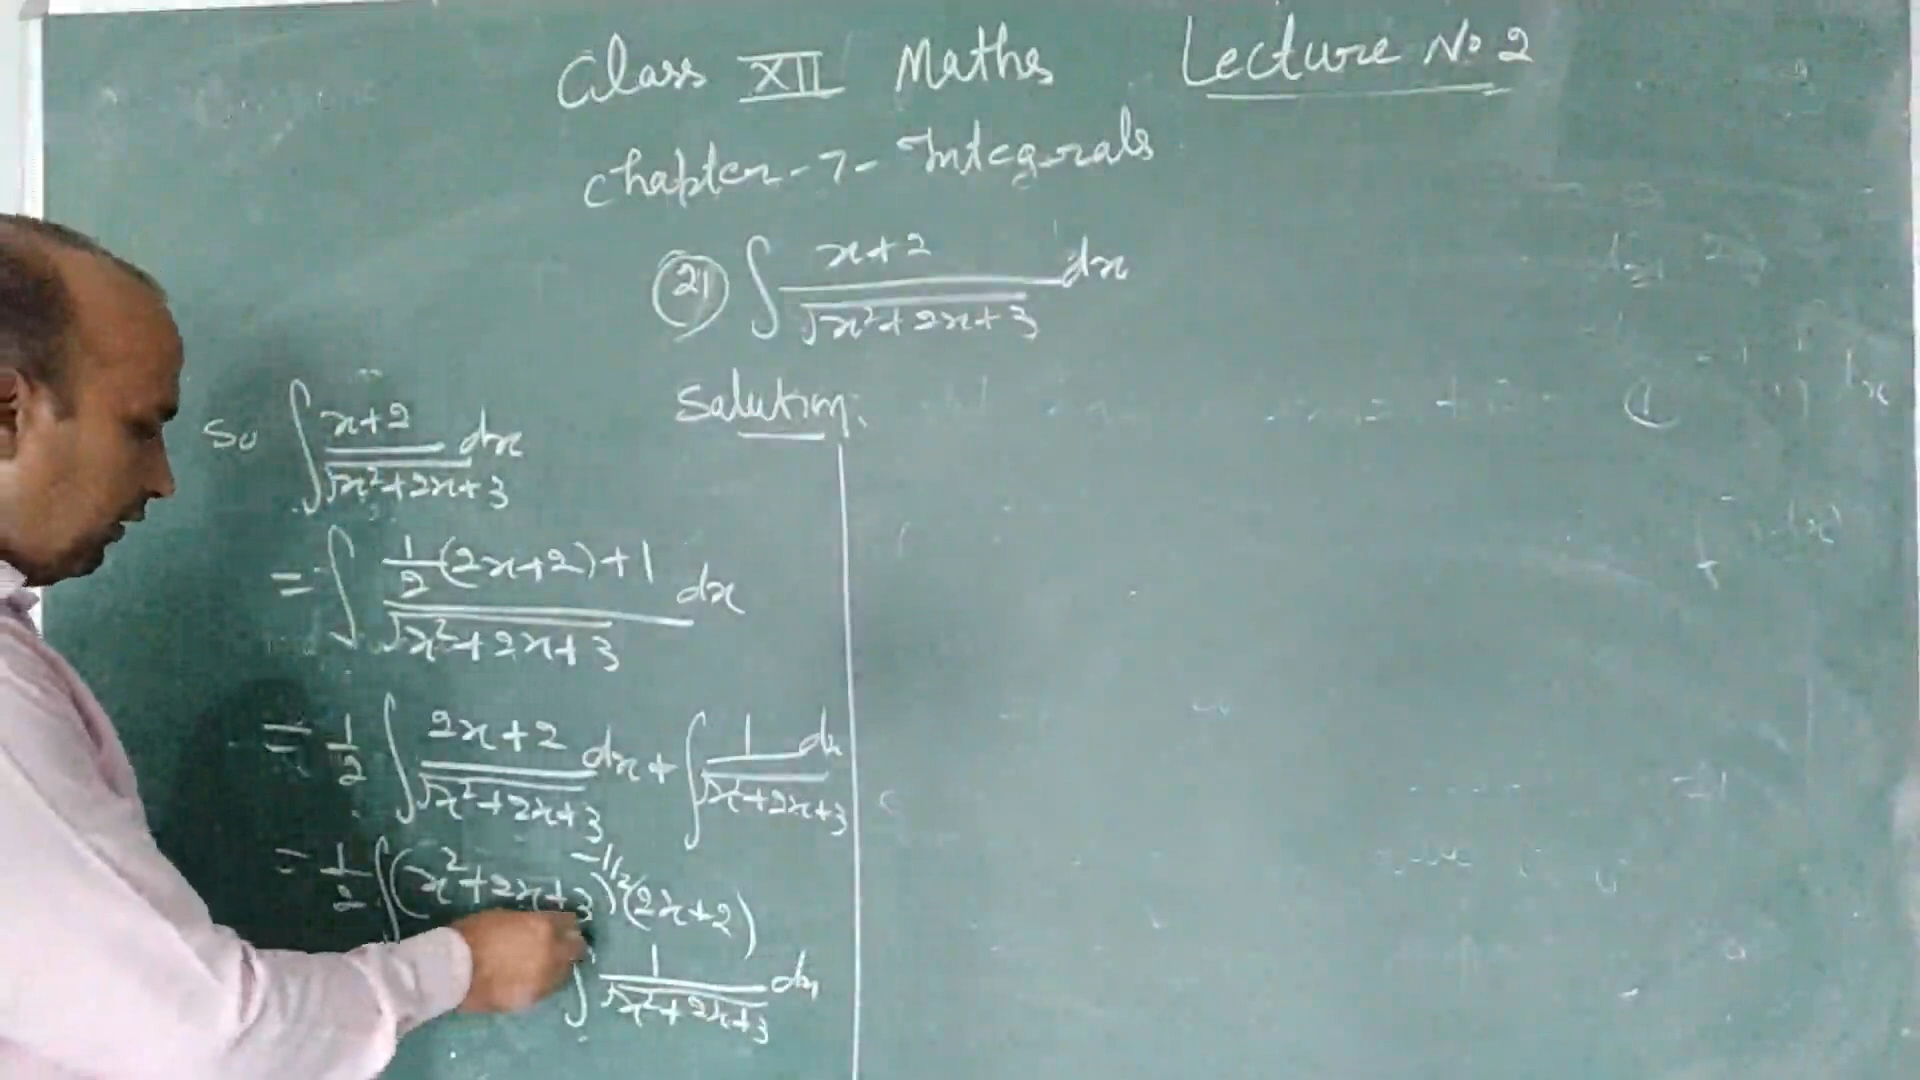 Class XII Maths Lecture No 2
Chapter-7- Integrals
(21) ∫ x+2 / √x²+2x+3 dx
Solution:
So ∫ x+2 / √x²+2x+3 dx
= ∫ 1/2 (2x+2)+1 / √x²+2x+3 dx
= 1/2 ∫ 2x+2 / √x²+2x+3 dx + ∫ 1 / √x²+2x+3 dx
= 1/2 ∫ (x²+2x+3)^-1/2 (2x+2)
∫ 1 / √x²+2x+3 dx